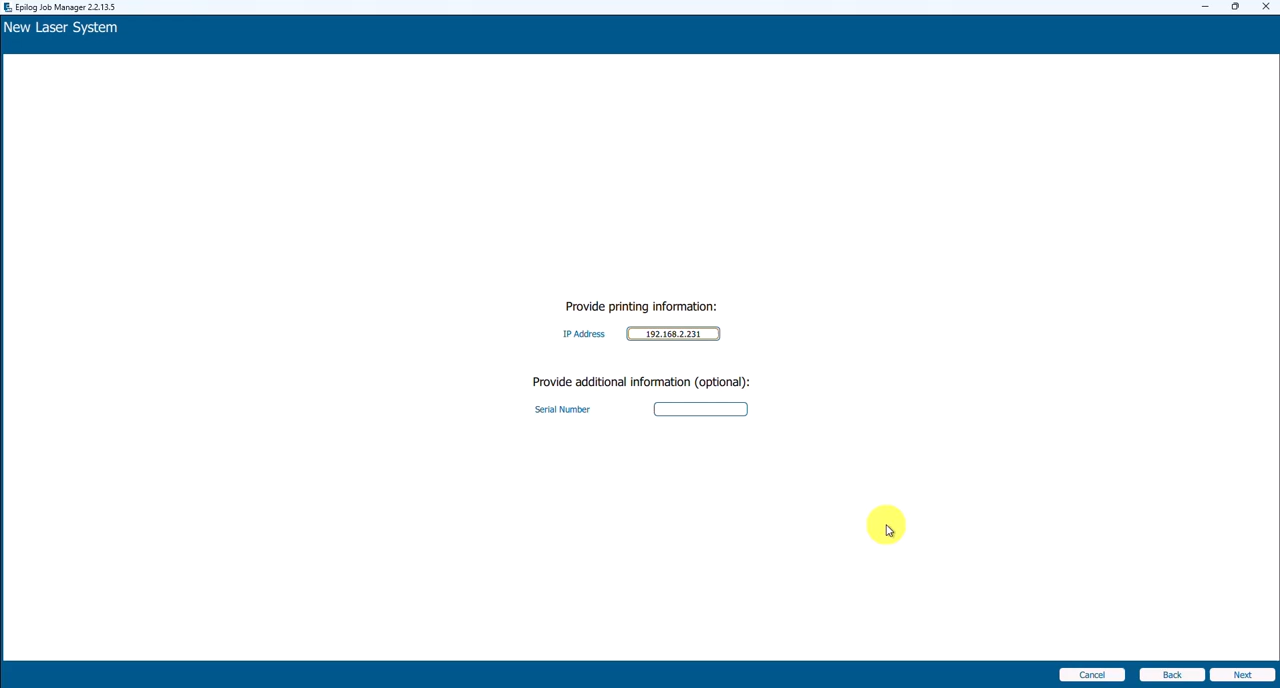 Epilog Job Manager 2.2.13.5
New Laser System
Provide printing information:
IP Address 192.168.2.231
Provide additional information (optional):
Serial Number
Cancel Back Next